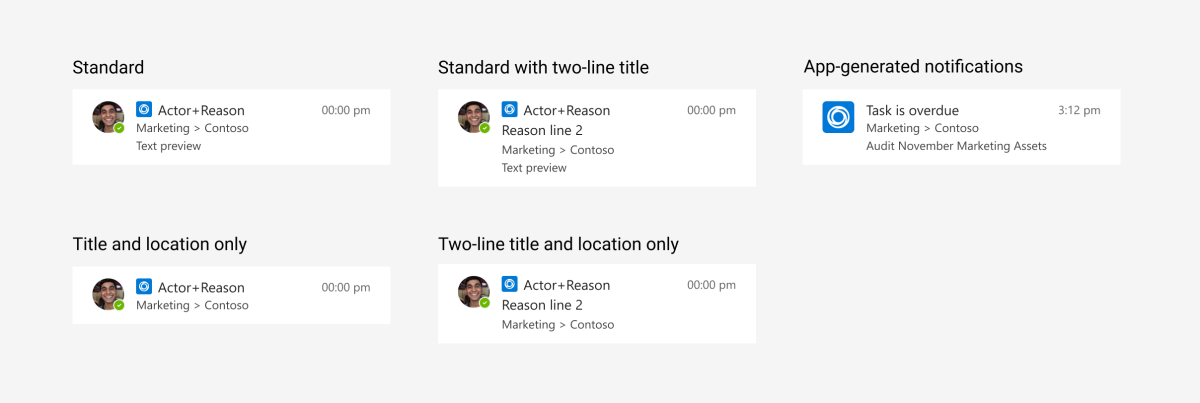 Standard
Actor+Reason 00:00 pm
Marketing > Contoso
Text preview
Standard with two-line title
Actor+Reason 00:00 pm
Reason line 2
Marketing > Contoso
Text preview
App-generated notifications
Task is overdue 3:12 pm
Marketing > Contoso
Audit November Marketing Assets
Title and location only
Actor+Reason 00:00 pm
Marketing > Contoso
Two-line title and location only
Actor+Reason 00:00 pm
Reason line 2
Marketing > Contoso